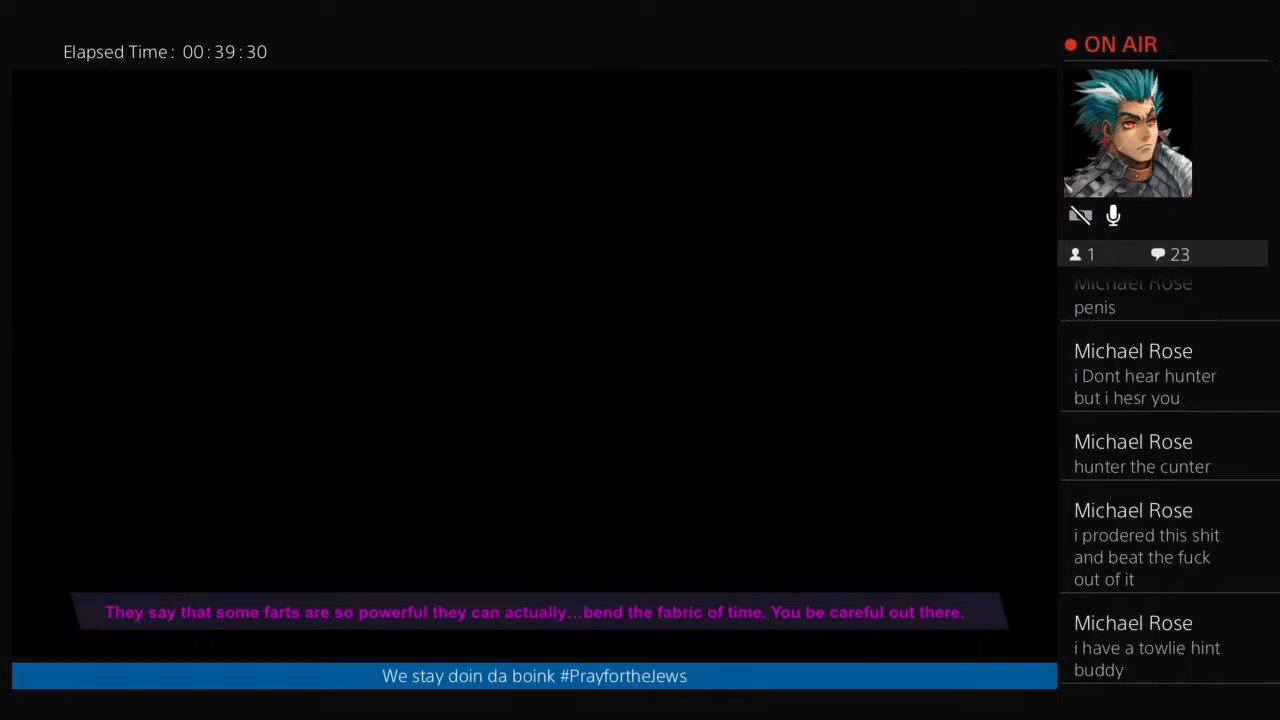 Elapsed Time: 00:39:30
ON AIR
1 23
Michael Rose
penis
Michael Rose
i Dont hear hunter
but i hesr you
Michael Rose
hunter the cunter
Michael Rose
i prodered this shit
and beat the fuck
out of it
Michael Rose
i have a towlie hint
buddy
They say that some farts are so powerful they can actually...bend the fabric of time. You be careful out there.
We stay doin da boink #PrayfortheJews